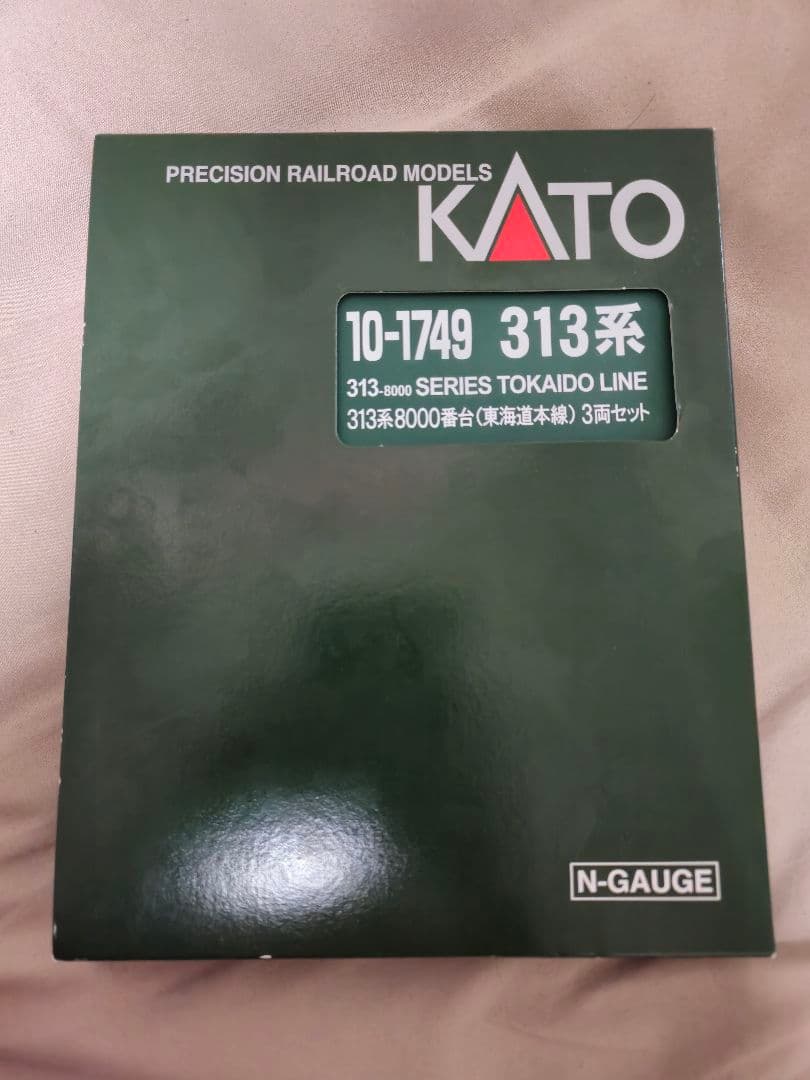 PRECISION RAILROAD MODELS
KATO
10-1749 313系
313-8000 SERIES TOKAIDO LINE
313系8000番台(東海道本線) 3両セット
N-GAUGE